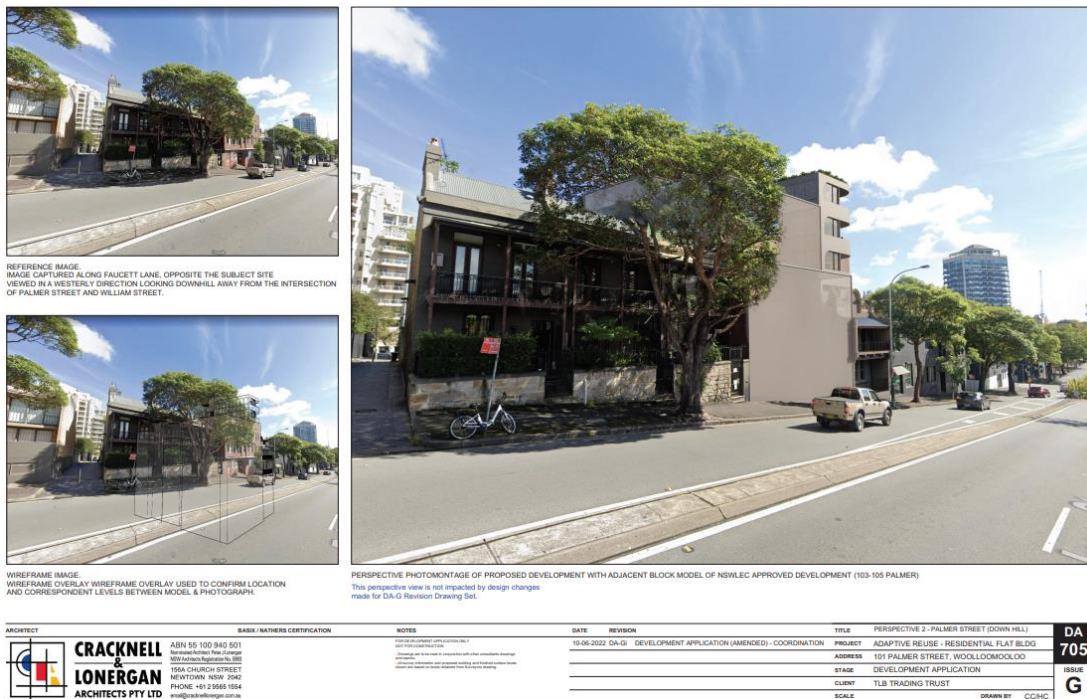 REFERENCE IMAGE.
IMAGE CAPTURED ALONG FAUCETT LANE, OPPOSITE THE SUBJECT SITE
VIEWED IN A WESTERLY DIRECTION LOOKING DOWNHILL AWAY FROM THE INTERSECTION
OF PALMER STREET AND WILLIAM STREET.
WIREFRAME IMAGE.
WIREFRAME OVERLAY WIREFRAME OVERLAY USED TO CONFIRM LOCATION
AND CORRESPONDENT LEVELS BETWEEN MODEL & PHOTOGRAPH.
PERSPECTIVE PHOTOMONTAGE OF PROPOSED DEVELOPMENT WITH ADJACENT BLOCK MODEL OF NSWLEC APPROVED DEVELOPMENT (103-105 PALMER)
This perspective view is not impacted by design changes
made for DA-G Revision Drawing Set.
ARCHITECT
CRACKNELL
&
LONERGAN
ARCHITECTS PTY LTD
ABN 55 100 940 501
156A CHURCH STREET
NEWTOWN NSW 2042
PHONE +61 2 9565 1554
BASIX / NATHERS CERTIFICATION
NOTES
FOR DEVELOPMENT APPLICATION ONLY
NOT FOR CONSTRUCTION
DATE REVISION
10-06-2022 DA-Gi DEVELOPMENT APPLICATION (AMENDED) - COORDINATION
TITLE PERSPECTIVE 2 - PALMER STREET (DOWN HILL)
PROJECT ADAPTIVE REUSE - RESIDENTIAL FLAT BLDG
ADDRESS 101 PALMER STREET, WOOLLOOMOOLOO
STAGE DEVELOPMENT APPLICATION
CLIENT TLB TRADING TRUST
SCALE DRAWN BY CC/HC
DA
705
ISSUE
G